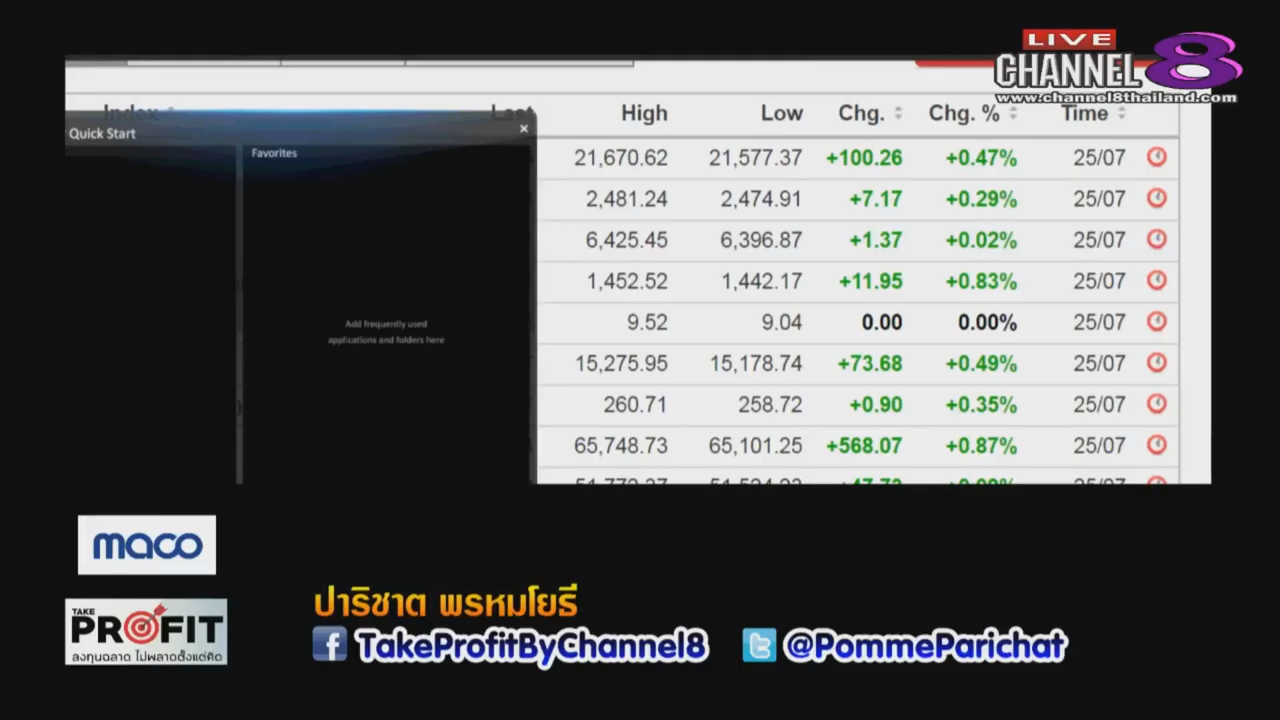 LIVE
CHANNEL 8
www.channel8thailand.com
Index Last High Low Chg. Chg. % Time
Quick Start
Favorites
Add frequently used
applications and folders here
21,670.62 21,577.37 +100.26 +0.47% 25/07
2,481.24 2,474.91 +7.17 +0.29% 25/07
6,425.45 6,396.87 +1.37 +0.02% 25/07
1,452.52 1,442.17 +11.95 +0.83% 25/07
9.52 9.04 0.00 0.00% 25/07
15,275.95 15,178.74 +73.68 +0.49% 25/07
260.71 258.72 +0.90 +0.35% 25/07
65,748.73 65,101.25 +568.07 +0.87% 25/07
maco
TAKE
PROFIT
ลงทุนฉลาด ไม่พลาดตั้งแต่คิด
ปาริชาต พรหมโยธี
TakeProfitByChannel8 @PommeParichat